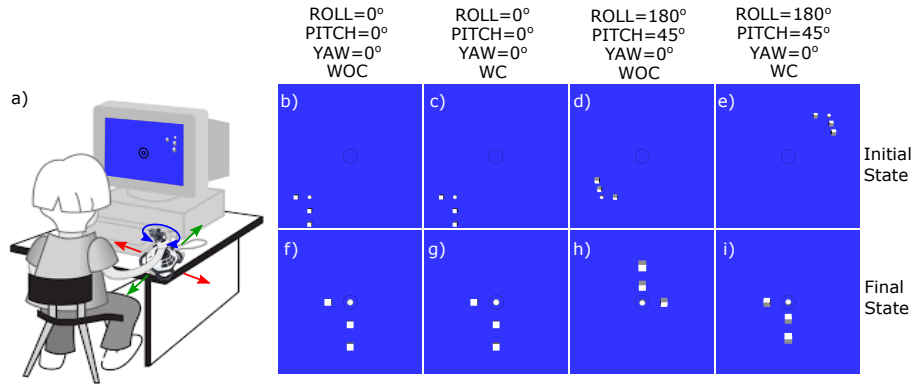 ROLL=0° ROLL=0° ROLL=180° ROLL=180°
PITCH=0° PITCH=0° PITCH=45° PITCH=45°
YAW=0° YAW=0° YAW=0° YAW=0°
WOC WC WOC WC
a) b) c) d) e)
Initial
State
f) g) h) i)
Final
State